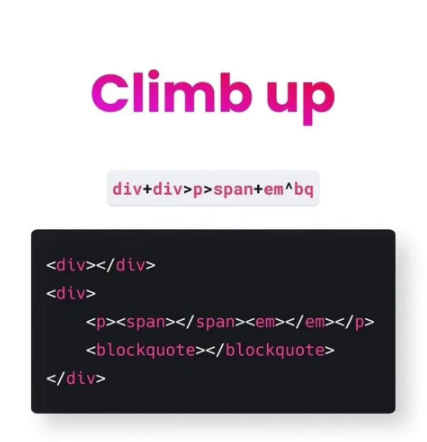 Climb up
div+div>p>span+em^bq
<div></div>
<div>
    <p><span></span><em></em></p>
    <blockquote></blockquote>
</div>